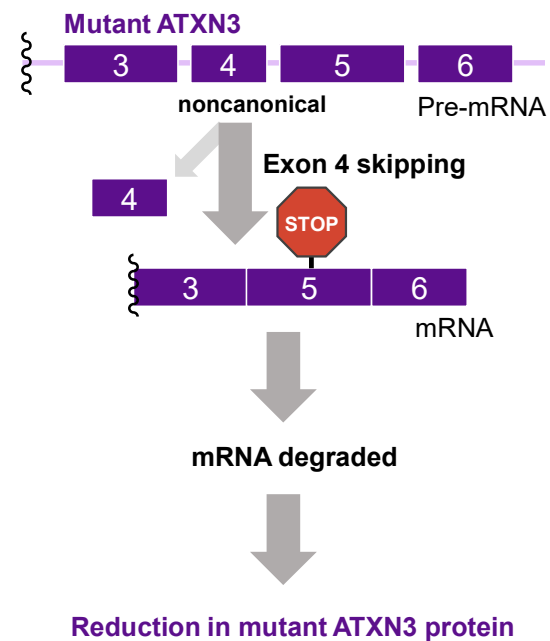 Mutant ATXN3
3 4 5 6
noncanonical
Pre-mRNA
Exon 4 skipping
4
STOP
3 5 6
mRNA
mRNA degraded
Reduction in mutant ATXN3 protein